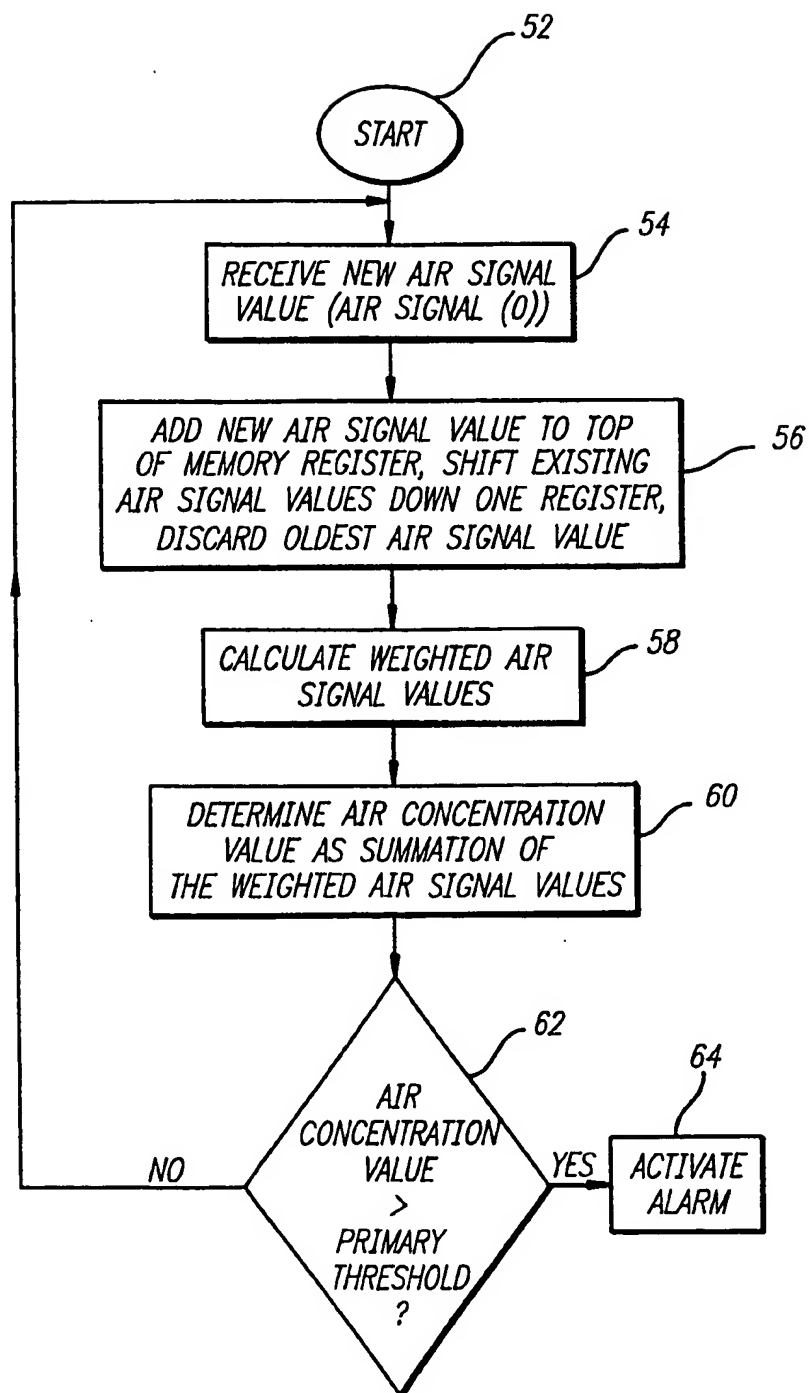 52
START
54
RECEIVE NEW AIR SIGNAL
VALUE (AIR SIGNAL (0))
56
ADD NEW AIR SIGNAL VALUE TO TOP
OF MEMORY REGISTER, SHIFT EXISTING
AIR SIGNAL VALUES DOWN ONE REGISTER,
DISCARD OLDEST AIR SIGNAL VALUE
58
CALCULATE WEIGHTED AIR
SIGNAL VALUES
60
DETERMINE AIR CONCENTRATION
VALUE AS SUMMATION OF
THE WEIGHTED AIR SIGNAL VALUES
62
AIR
CONCENTRATION
VALUE
>
PRIMARY
THRESHOLD
?
NO
YES
64
ACTIVATE
ALARM